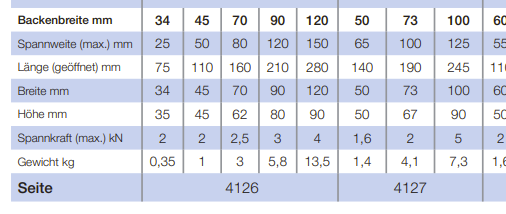 Backenbreite mm 34 45 70 90 120 50 73 100
Spannweite (max.) mm 25 50 80 120 150 65 100 125
Länge (geöffnet) mm 75 110 160 210 280 140 190 245
Breite mm 34 45 70 90 120 50 73 100
Höhe mm 35 45 62 80 90 50 67 90
Spannkraft (max.) kN 2 2 2,5 3 4 1,6 2 5
Gewicht kg 0,35 1 3 5,8 13,5 1,4 4,1 7,3
Seite 4126 4127